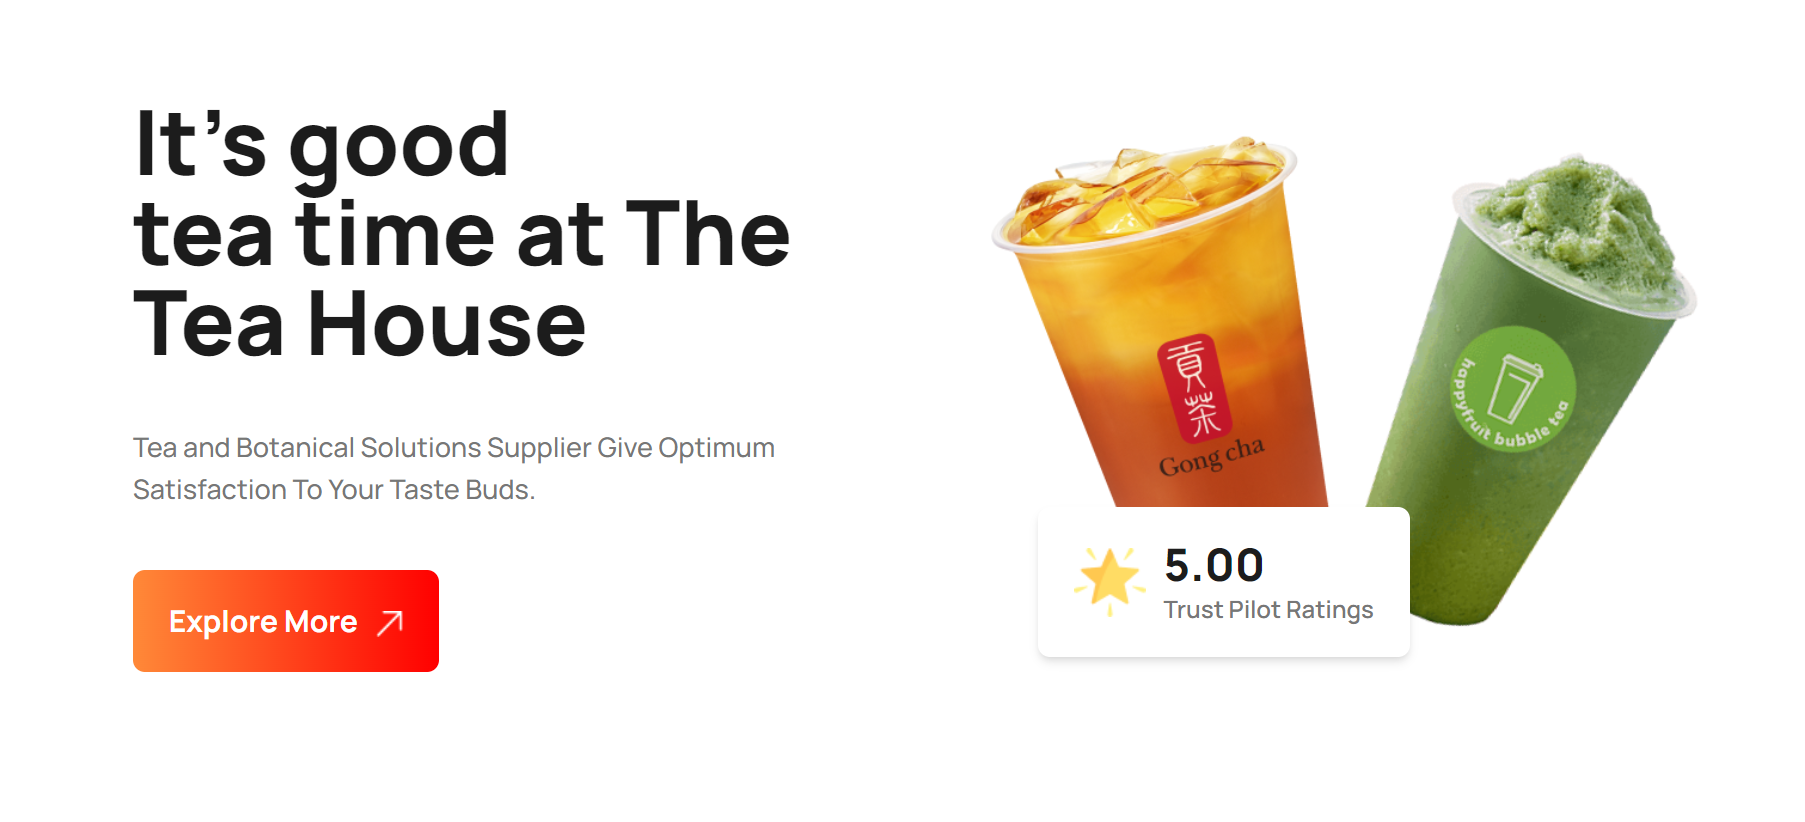 It’s good
tea time at The
Tea House
Tea and Botanical Solutions Supplier Give Optimum
Satisfaction To Your Taste Buds.
Explore More
貢茶
Gong cha
happyfruit bubble tea
5.00
Trust Pilot Ratings